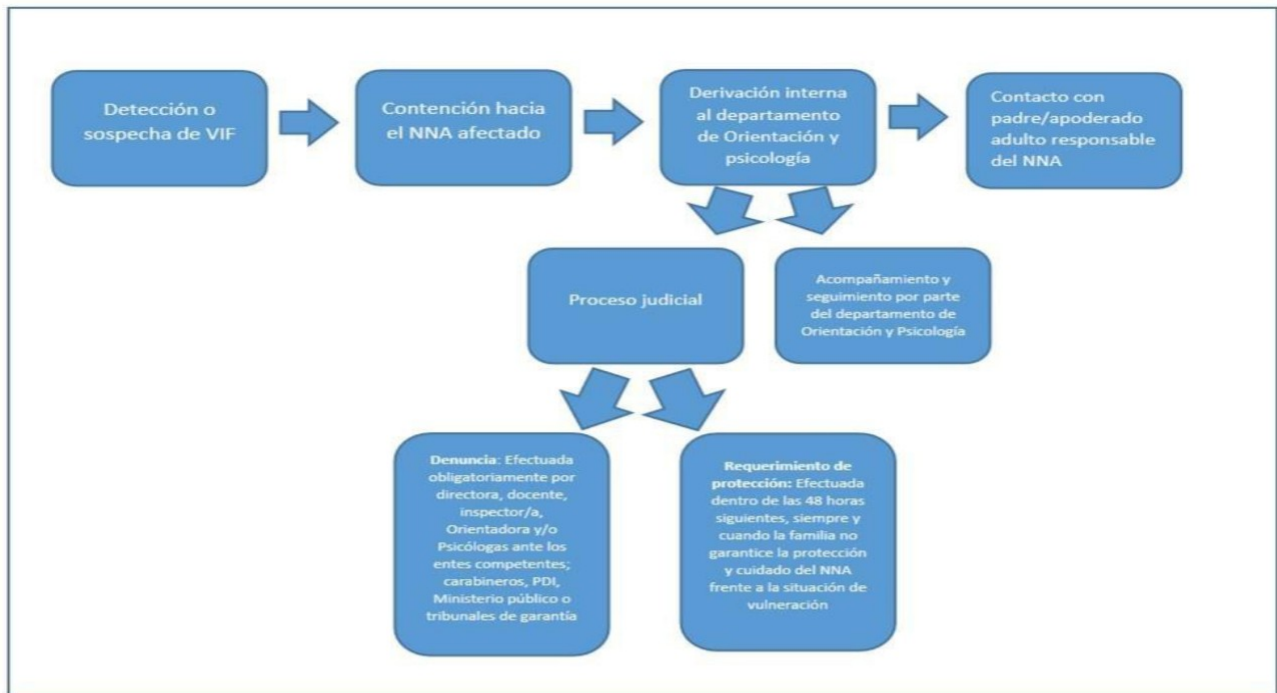 Detección o
sospecha de VIF
Contención hacia
el NNA afectado
Derivación interna
al departamento
de Orientación y
psicología
Contacto con
padre/apoderado
adulto responsable
del NNA
Proceso judicial
Acompañamiento y
seguimiento por parte
del departamento de
Orientación y Psicología
Denuncia: Efectuada
obligatoriamente por
directora, docente,
inspector/a,
Orientadora y/o
Psicólogas ante los
entes competentes;
carabineros, PDI,
Ministerio público o
tribunales de garantía
Requerimiento de
protección: Efectuada
dentro de las 48 horas
siguientes, siempre y
cuando la familia no
garantice la protección
y cuidado del NNA
frente a la situación de
vulneración